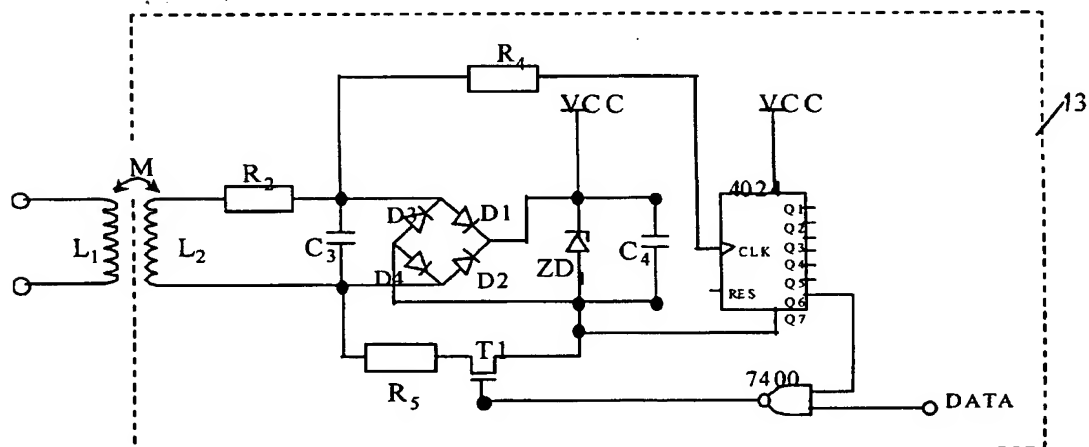 R4
VCC
VCC
13
M
R2
4024
L1
L2
C3
D3
D1
D4
D2
ZD1
C4
CLK
RES
Q1
Q2
Q3
Q4
Q5
Q6
Q7
R5
T1
7400
DATA